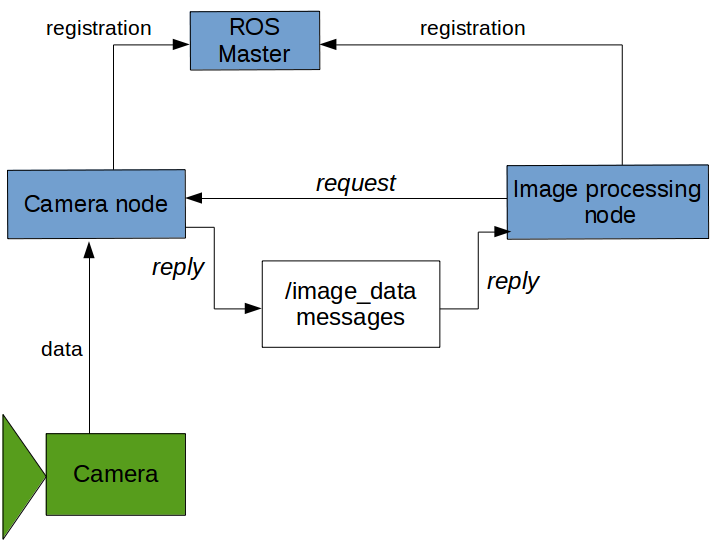 registration
ROS
Master
registration
Camera node
request
Image processing
node
reply
/image_data
messages
reply
data
Camera